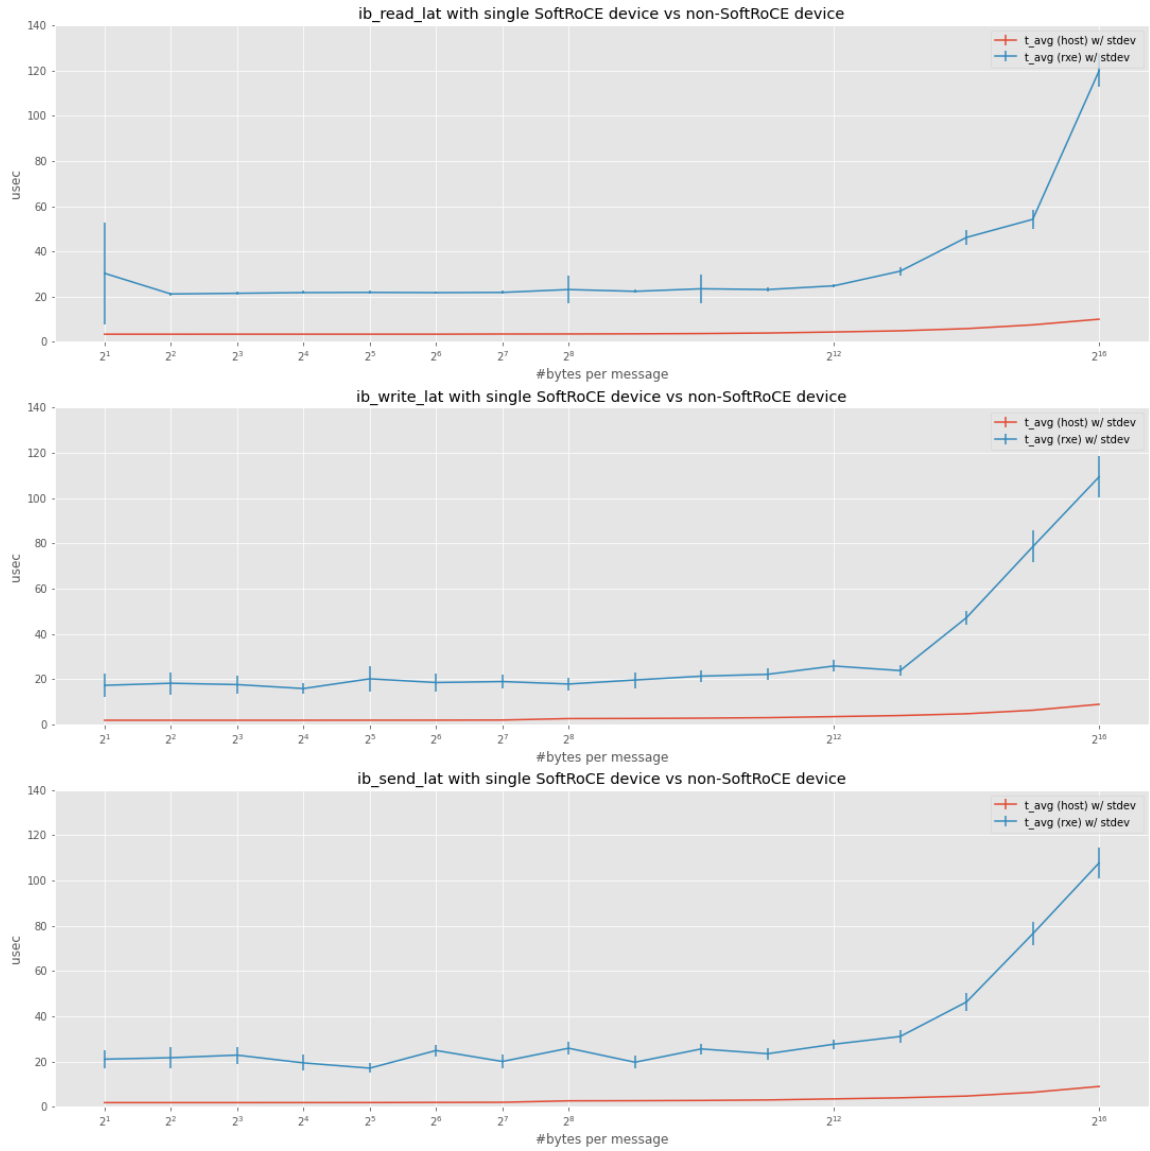 ib_read_lat with single SoftRoCE device vs non-SoftRoCE device
140
120
100
80
60
40
20
0
usec
t_avg (host) w/ stdev
t_avg (rxe) w/ stdev
2¹ 2² 2³ 2⁴ 2⁵ 2⁶ 2⁷ 2⁸ 2¹² 2¹⁶
#bytes per message
ib_write_lat with single SoftRoCE device vs non-SoftRoCE device
140
120
100
80
60
40
20
0
usec
t_avg (host) w/ stdev
t_avg (rxe) w/ stdev
2¹ 2² 2³ 2⁴ 2⁵ 2⁶ 2⁷ 2⁸ 2¹² 2¹⁶
#bytes per message
ib_send_lat with single SoftRoCE device vs non-SoftRoCE device
140
120
100
80
60
40
20
0
usec
t_avg (host) w/ stdev
t_avg (rxe) w/ stdev
2¹ 2² 2³ 2⁴ 2⁵ 2⁶ 2⁷ 2⁸ 2¹² 2¹⁶
#bytes per message